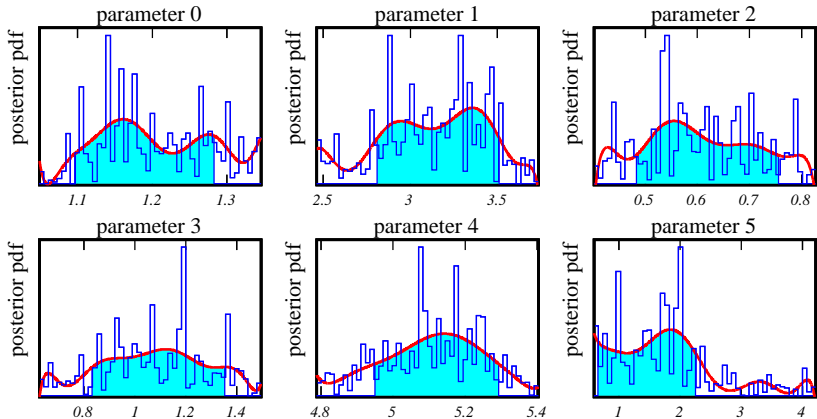 parameter 0 parameter 1 parameter 2
posterior pdf posterior pdf posterior pdf
1.1 1.2 1.3 2.5 3 3.5 0.5 0.6 0.7 0.8
parameter 3 parameter 4 parameter 5
posterior pdf posterior pdf posterior pdf
0.8 1 1.2 1.4 4.8 5 5.2 5.4 1 2 3 4